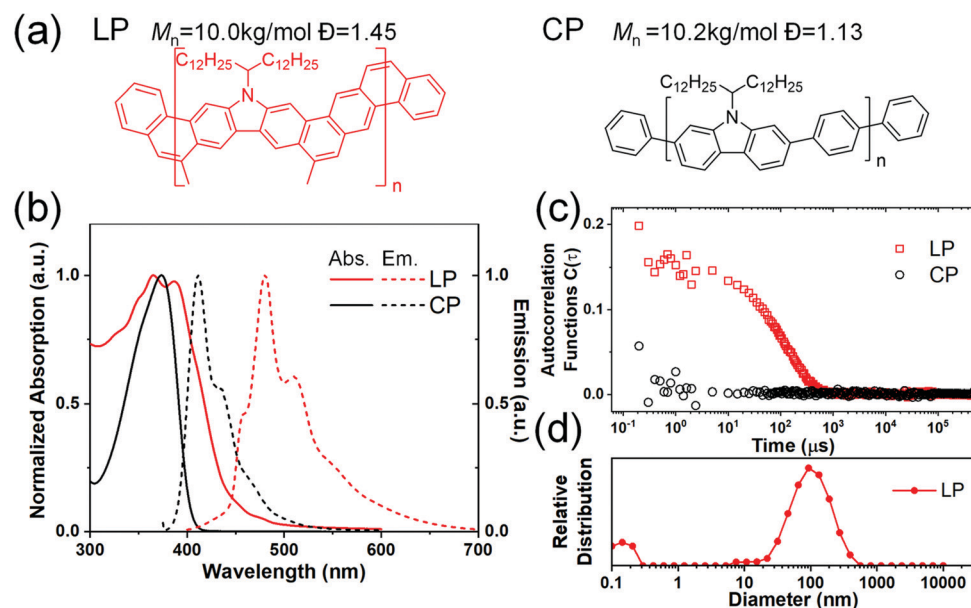 (a) LP Mn=10.0kg/mol Đ=1.45
C12H25 C12H25
N
n
CP Mn=10.2kg/mol Đ=1.13
C12H25 C12H25
N
n
(b)
Normalized Absorption (a.u.)
1.0
0.5
0.0
Abs. Em.
LP
CP
1.0
0.5
0.0
Emission (a.u.)
300 400 500 600 700
Wavelength (nm)
(c)
Autocorrelation
Functions C(τ)
0.2
0.1
0.0
LP
CP
10-1 100 101 102 103 104 105
Time (μs)
(d)
Relative
Distribution
LP
0.1 1 10 100 1000 10000
Diameter (nm)